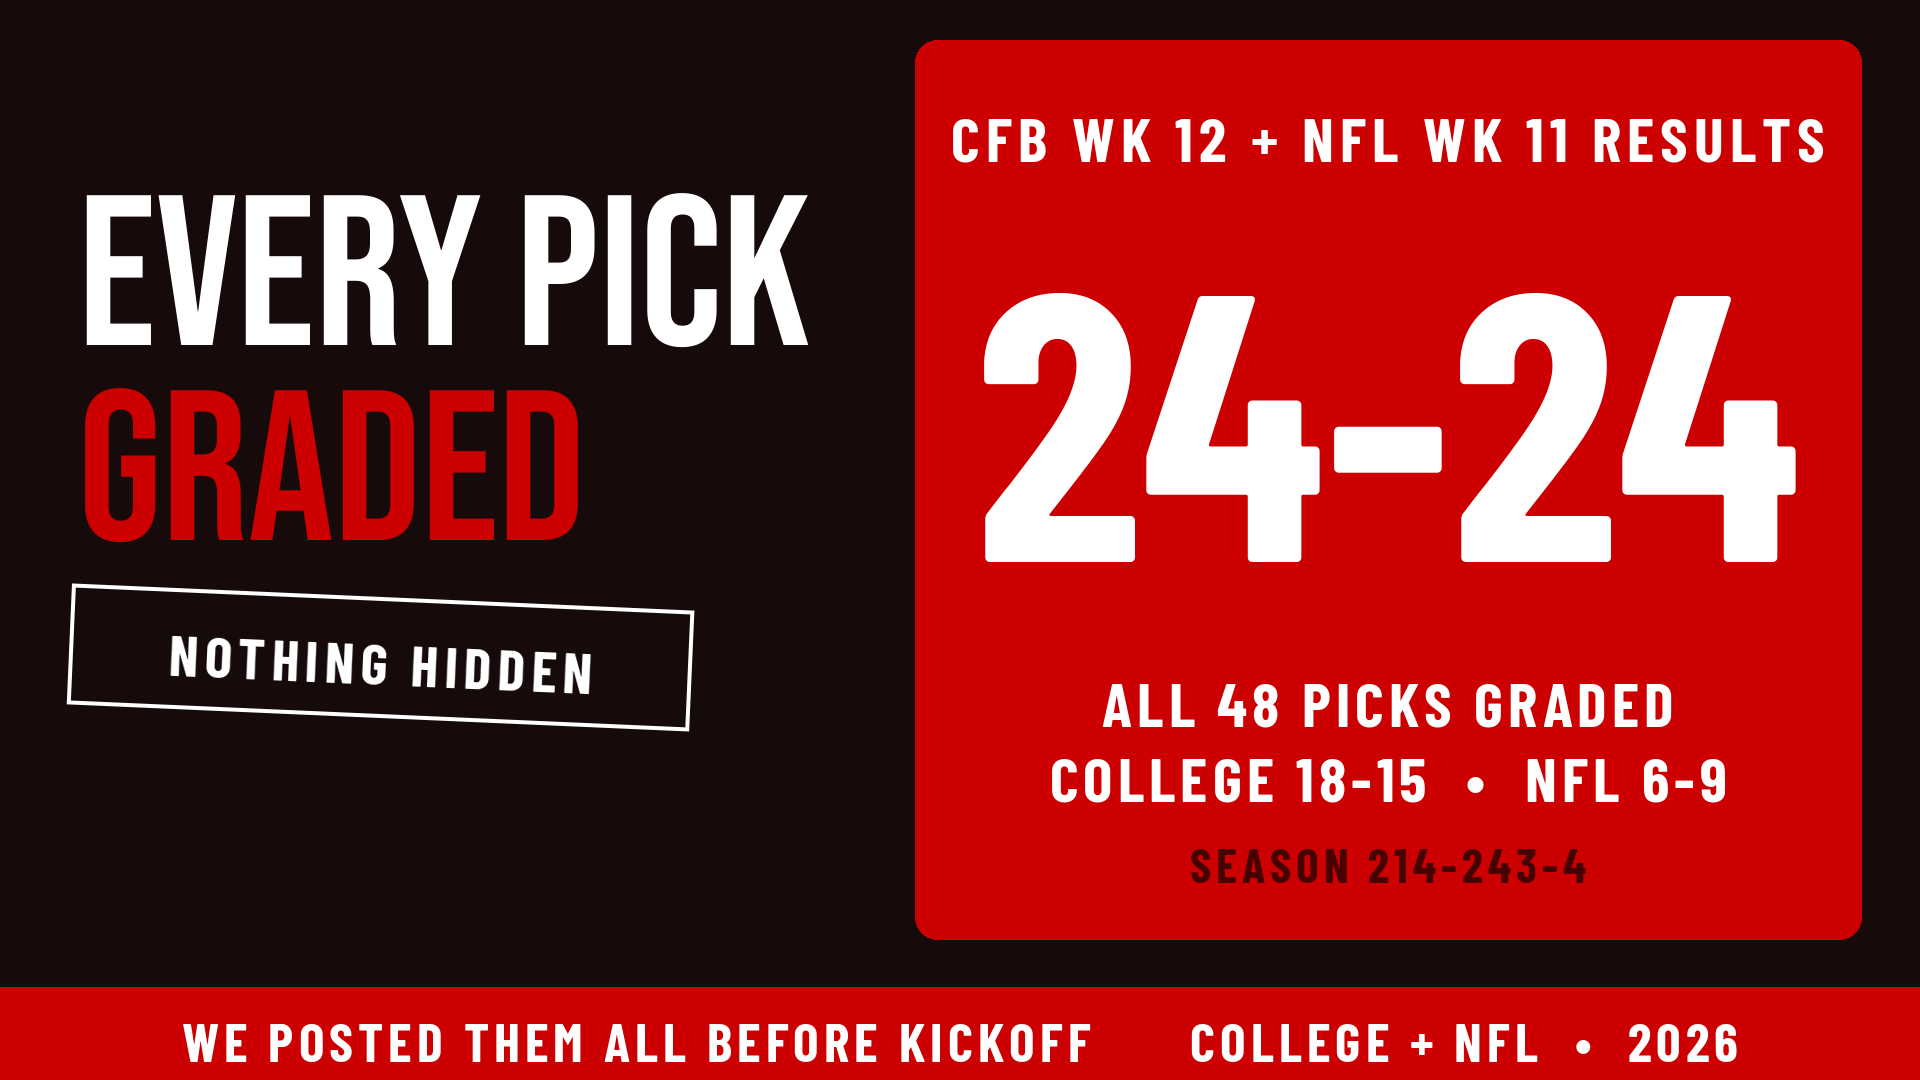 EVERY PICK
GRADED
NOTHING HIDDEN
CFB WK 12 + NFL WK 11 RESULTS
24-24
ALL 48 PICKS GRADED
COLLEGE 18-15 • NFL 6-9
SEASON 214-243-4
WE POSTED THEM ALL BEFORE KICKOFF COLLEGE + NFL • 2026